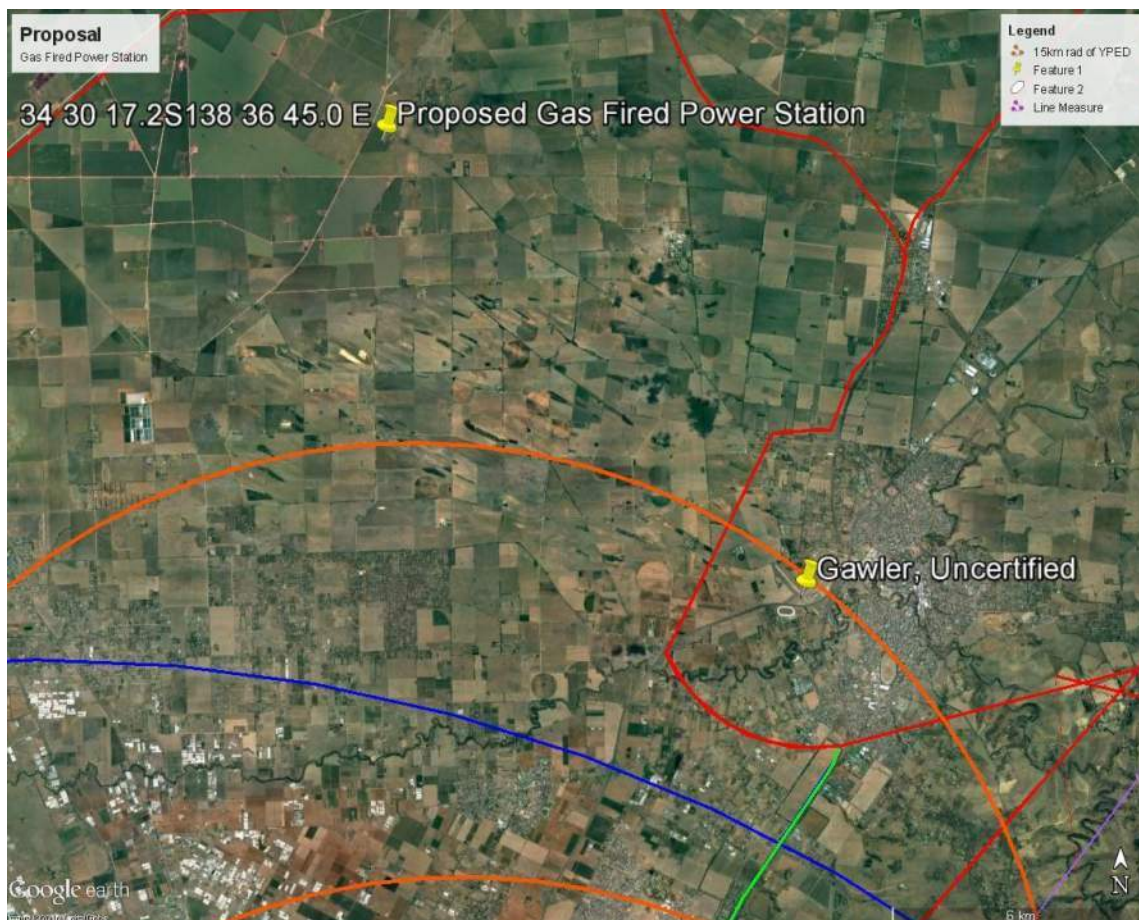 Proposal
Gas Fired Power Station
Legend
15km rad of YPED
Feature 1
Feature 2
Line Measure
34 30 17.2S138 36 45.0 E
Proposed Gas Fired Power Station
Gawler, Uncertified
N
Google earth
6 km